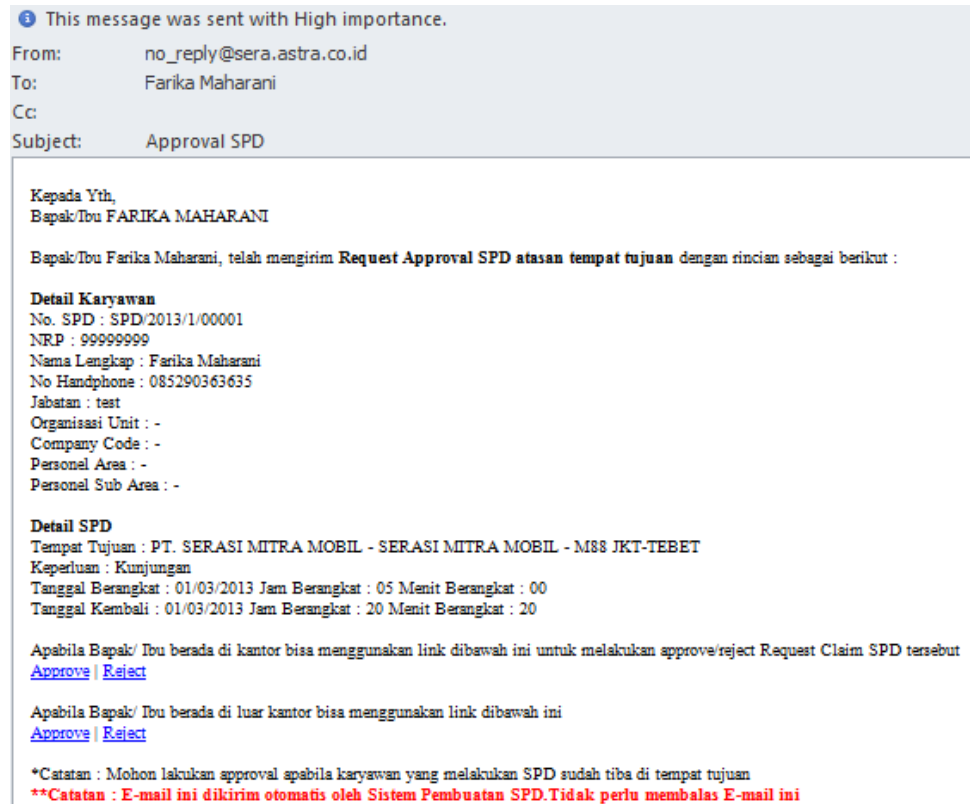 This message was sent with High importance.
From: no_reply@sera.astra.co.id
To: Farika Maharani
Cc:
Subject: Approval SPD
Kepada Yth,
Bapak/Ibu FARIKA MAHARANI
Bapak/Ibu Farika Maharani, telah mengirim Request Approval SPD atasan tempat tujuan dengan rincian sebagai berikut :
Detail Karyawan
No. SPD : SPD/2013/1/00001
NRP : 99999999
Nama Lengkap : Farika Maharani
No Handphone : 085290363635
Jabatan : test
Organisasi Unit : -
Company Code : -
Personel Area : -
Personel Sub Area : -
Detail SPD
Tempat Tujuan : PT. SERASI MITRA MOBIL - SERASI MITRA MOBIL - M88 JKT-TEBET
Keperluan : Kunjungan
Tanggal Berangkat : 01/03/2013 Jam Berangkat : 05 Menit Berangkat : 00
Tanggal Kembali : 01/03/2013 Jam Berangkat : 20 Menit Berangkat : 20
Apabila Bapak/ Ibu berada di kantor bisa menggunakan link dibawah ini untuk melakukan approve/reject Request Claim SPD tersebut
Approve | Reject
Apabila Bapak/ Ibu berada di luar kantor bisa menggunakan link dibawah ini
Approve | Reject
*Catatan : Mohon lakukan approval apabila karyawan yang melakukan SPD sudah tiba di tempat tujuan
**Catatan : E-mail ini dikirim otomatis oleh Sistem Pembuatan SPD.Tidak perlu membalas E-mail ini